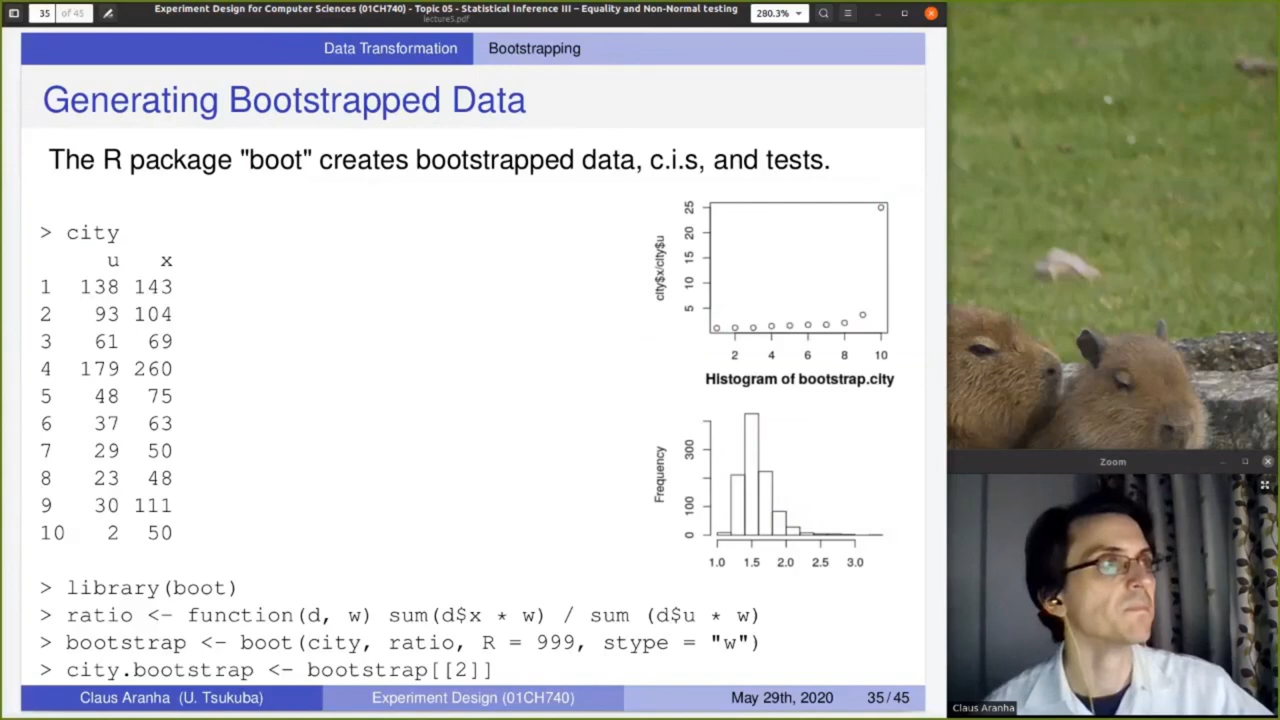 35 of 45
Experiment Design for Computer Sciences (01CH740) - Topic 05 - Statistical Inference III – Equality and Non-Normal testing
lecture5.pdf
280.3%
Data Transformation Bootstrapping
Generating Bootstrapped Data
The R package "boot" creates bootstrapped data, c.i.s, and tests.
> city
u x
1 138 143
2 93 104
3 61 69
4 179 260
5 48 75
6 37 63
7 29 50
8 23 48
9 30 111
10 2 50
city$x/city$u
25
20
15
10
5
2 4 6 8 10
Histogram of bootstrap.city
Frequency
300
100
0
1.0 1.5 2.0 2.5 3.0
> library(boot)
> ratio <- function(d, w) sum(d$x * w) / sum (d$u * w)
> bootstrap <- boot(city, ratio, R = 999, stype = "w")
> city.bootstrap <- bootstrap[[2]]
Claus Aranha (U. Tsukuba) Experiment Design (01CH740) May 29th, 2020 35 / 45
Zoom
Claus Aranha